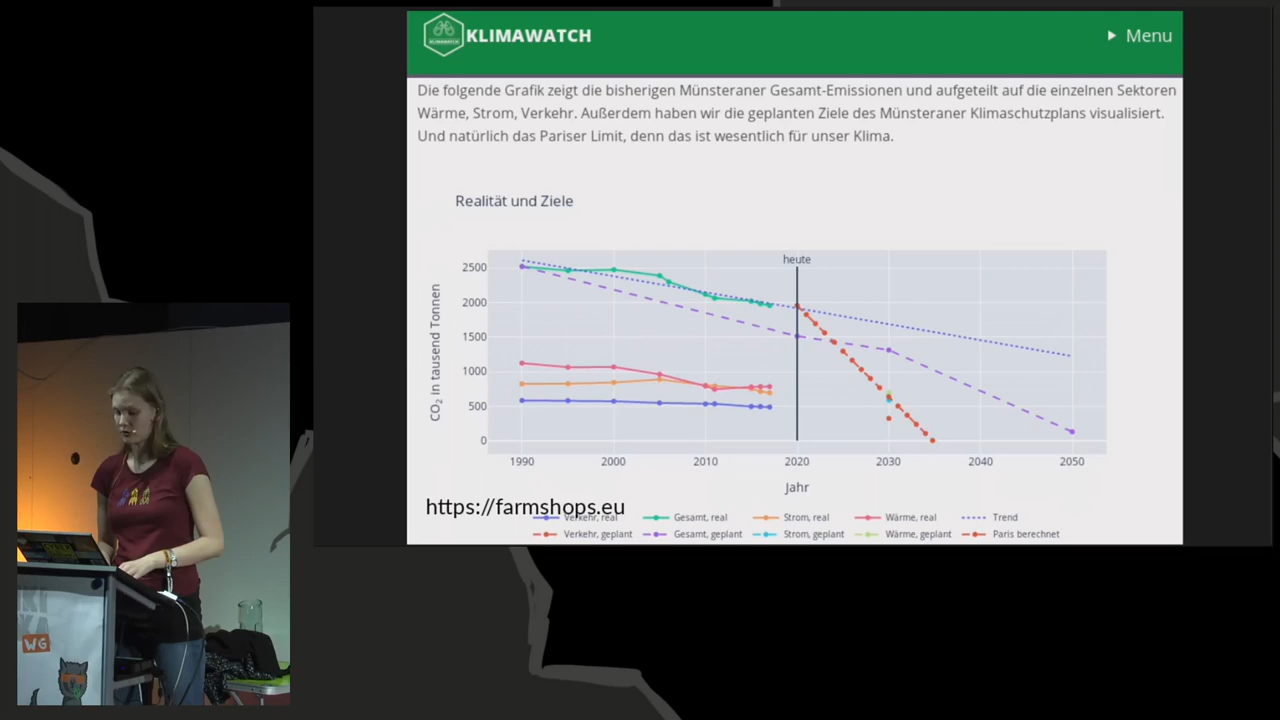 KLIMAWATCH
Menu
Die folgende Grafik zeigt die bisherigen Münsteraner Gesamt-Emissionen und aufgeteilt auf die einzelnen Sektoren
Wärme, Strom, Verkehr. Außerdem haben wir die geplanten Ziele des Münsteraner Klimaschutzplans visualisiert.
Und natürlich das Pariser Limit, denn das ist wesentlich für unser Klima.
Realität und Ziele
heute
2500
2000
1500
1000
500
0
CO2 in tausend Tonnen
1990 2000 2010 2020 2030 2040 2050
Jahr
https://farmshops.eu
Verkehr, real Gesamt, real Strom, real Wärme, real Trend
Verkehr, geplant Gesamt, geplant Strom, geplant Wärme, geplant Paris berechnet
WG